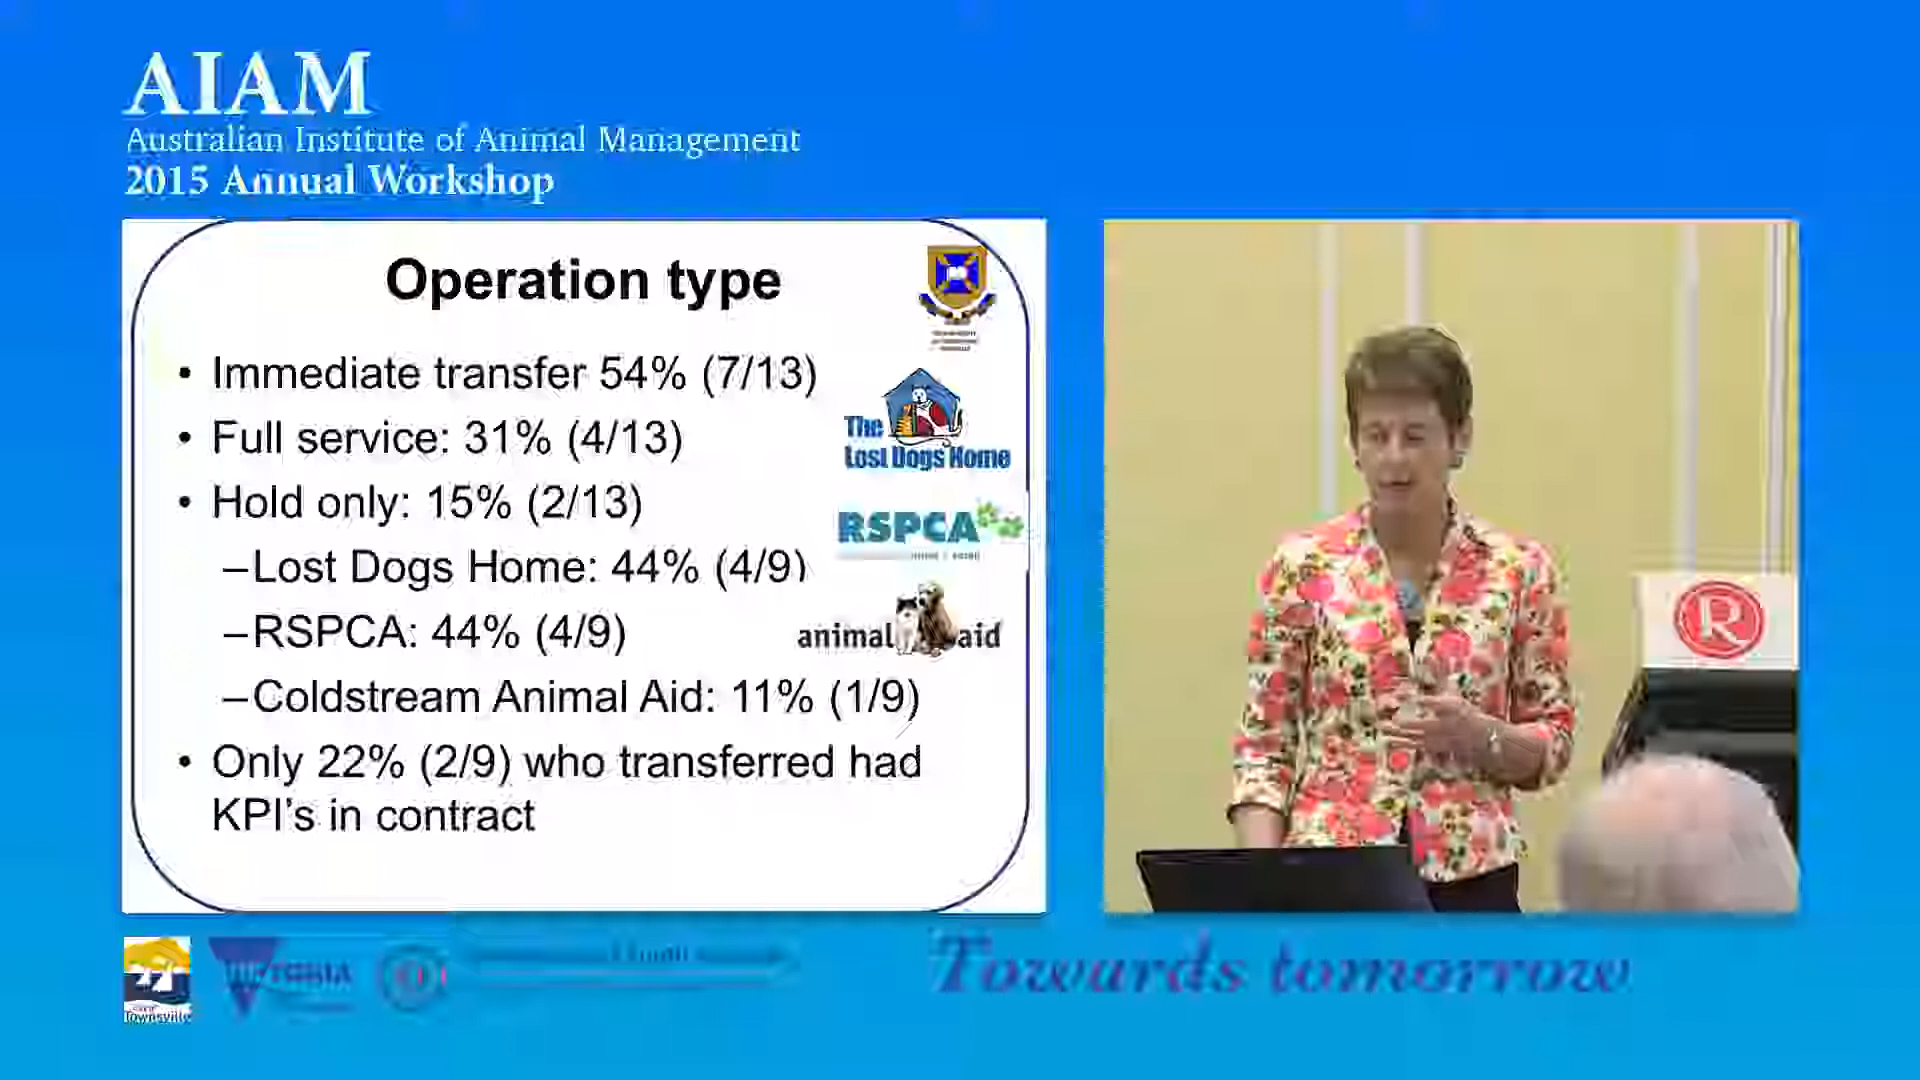 AIAM
Australian Institute of Animal Management
2015 Annual Workshop
Operation type
• Immediate transfer 54% (7/13)
• Full service: 31% (4/13)
• Hold only: 15% (2/13)
–Lost Dogs Home: 44% (4/9)
–RSPCA: 44% (4/9)
–Coldstream Animal Aid: 11% (1/9)
• Only 22% (2/9) who transferred had
KPI's in contract
The
Lost Dogs Home
RSPCA
animal aid
R
Townsville
VICTORIA
Towards tomorrow